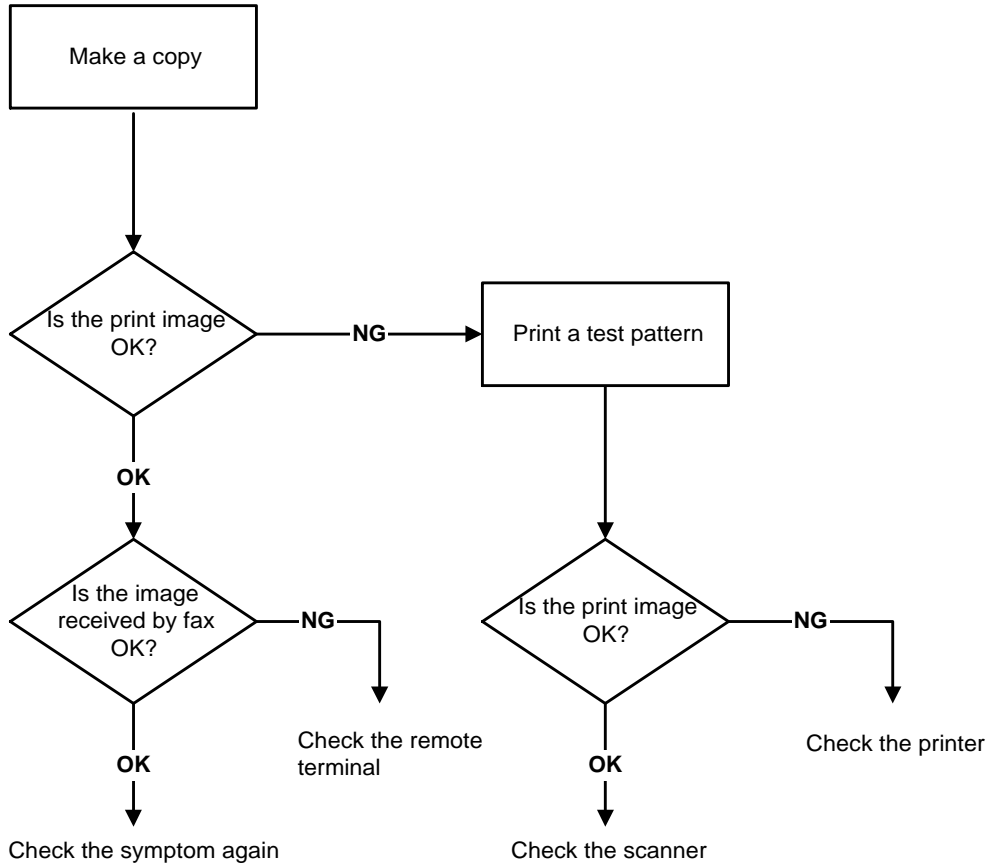 Make a copy
Is the print image
OK?
NG
Print a test pattern
OK
Is the image
received by fax
OK?
NG
Is the print image
OK?
NG
Check the remote
terminal
Check the printer
OK
OK
Check the symptom again
Check the scanner